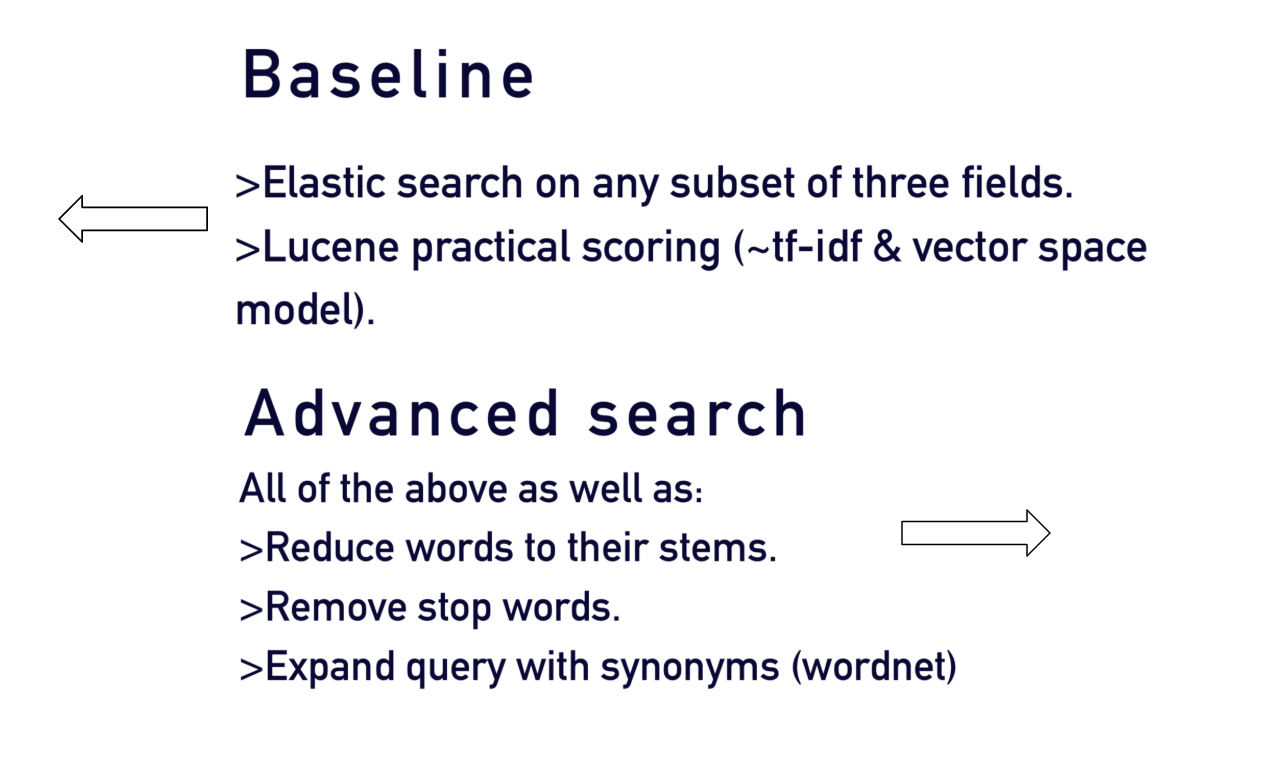 Baseline
>Elastic search on any subset of three fields.
>Lucene practical scoring (~tf-idf & vector space
model).
Advanced search
All of the above as well as:
>Reduce words to their stems.
>Remove stop words.
>Expand query with synonyms (wordnet)